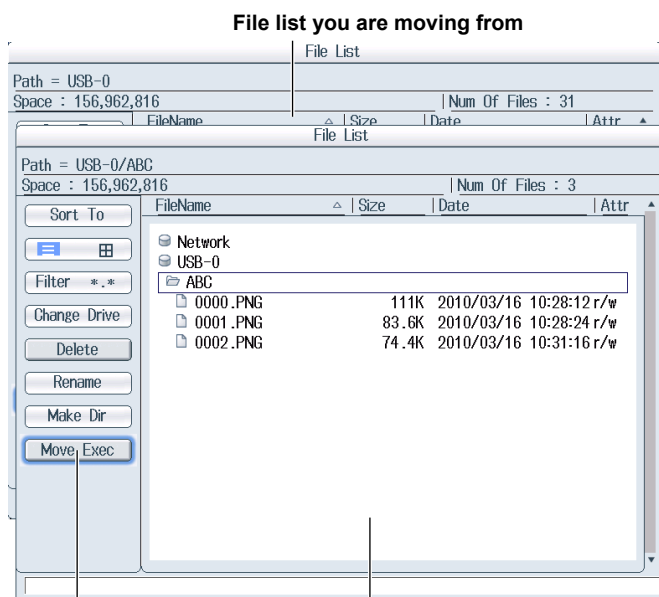 File list you are moving from
File List
Path = USB-0
Space : 156,962,816 Num Of Files : 31
FileName Size Date Attr
File List
Path = USB-0/ABC
Space : 156,962,816 Num Of Files : 3
FileName Size Date Attr
Sort To
Filter *.*
Change Drive
Delete
Rename
Make Dir
Move Exec
Network
USB-0
ABC
0000.PNG 111K 2010/03/16 10:28:12 r/w
0001.PNG 83.6K 2010/03/16 10:28:24 r/w
0002.PNG 74.4K 2010/03/16 10:31:16 r/w